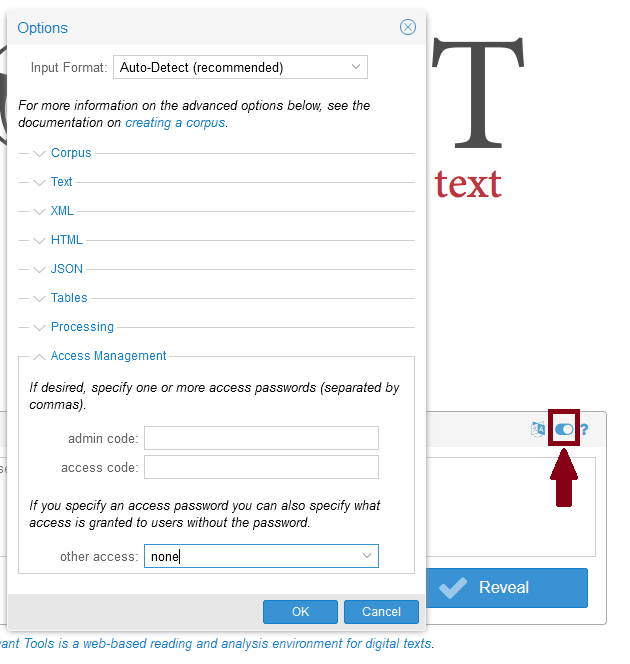 Options
Input Format: Auto-Detect (recommended)
For more information on the advanced options below, see the
documentation on creating a corpus.
Corpus
Text
XML
HTML
JSON
Tables
Processing
Access Management
If desired, specify one or more access passwords (separated by
commas).
admin code:
access code:
If you specify an access password you can also specify what
access is granted to users without the password.
other access: none
OK Cancel
T
text
?
Reveal
vant Tools is a web-based reading and analysis environment for digital texts.